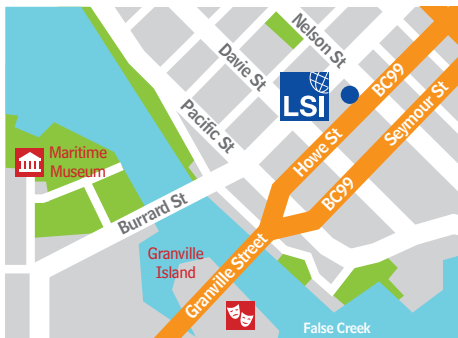 Nelson St
Davie St
BC99
LSI
Seymour St
Pacific St
Howe St
Maritime
Museum
BC99
Burrard St
Granville
Island
Granville Street
False Creek